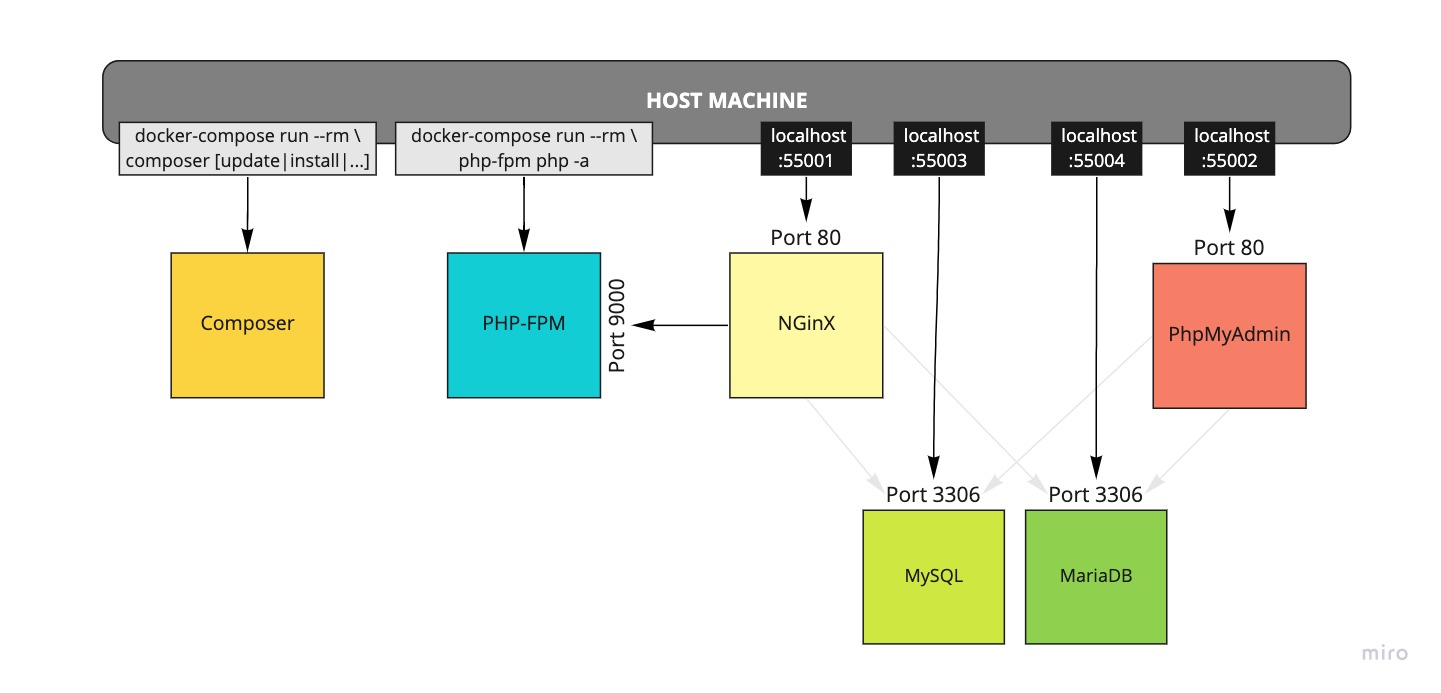 HOST MACHINE
docker-compose run --rm \
composer [update|install|...]
docker-compose run --rm \
php-fpm php -a
localhost
:55001
localhost
:55003
localhost
:55004
localhost
:55002
Port 80
Port 80
Composer
PHP-FPM
Port 9000
NGinX
PhpMyAdmin
Port 3306
Port 3306
MySQL
MariaDB
miro